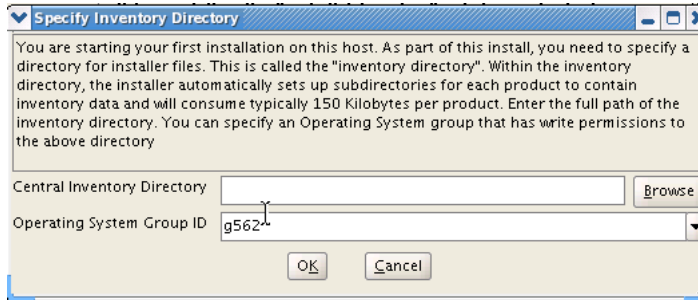 Specify Inventory Directory
You are starting your first installation on this host. As part of this install, you need to specify a
directory for installer files. This is called the "inventory directory". Within the inventory
directory, the installer automatically sets up subdirectories for each product to contain
inventory data and will consume typically 150 Kilobytes per product. Enter the full path of the
inventory directory. You can specify an Operating System group that has write permissions to
the above directory
Central Inventory Directory
Browse
Operating System Group ID
g562
OK
Cancel